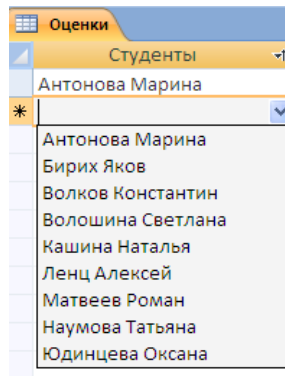 Оценки
Студенты
Антонова Марина
Антонова Марина
Бирих Яков
Волков Константин
Волошина Светлана
Кашина Наталья
Ленц Алексей
Матвеев Роман
Наумова Татьяна
Юдинцева Оксана